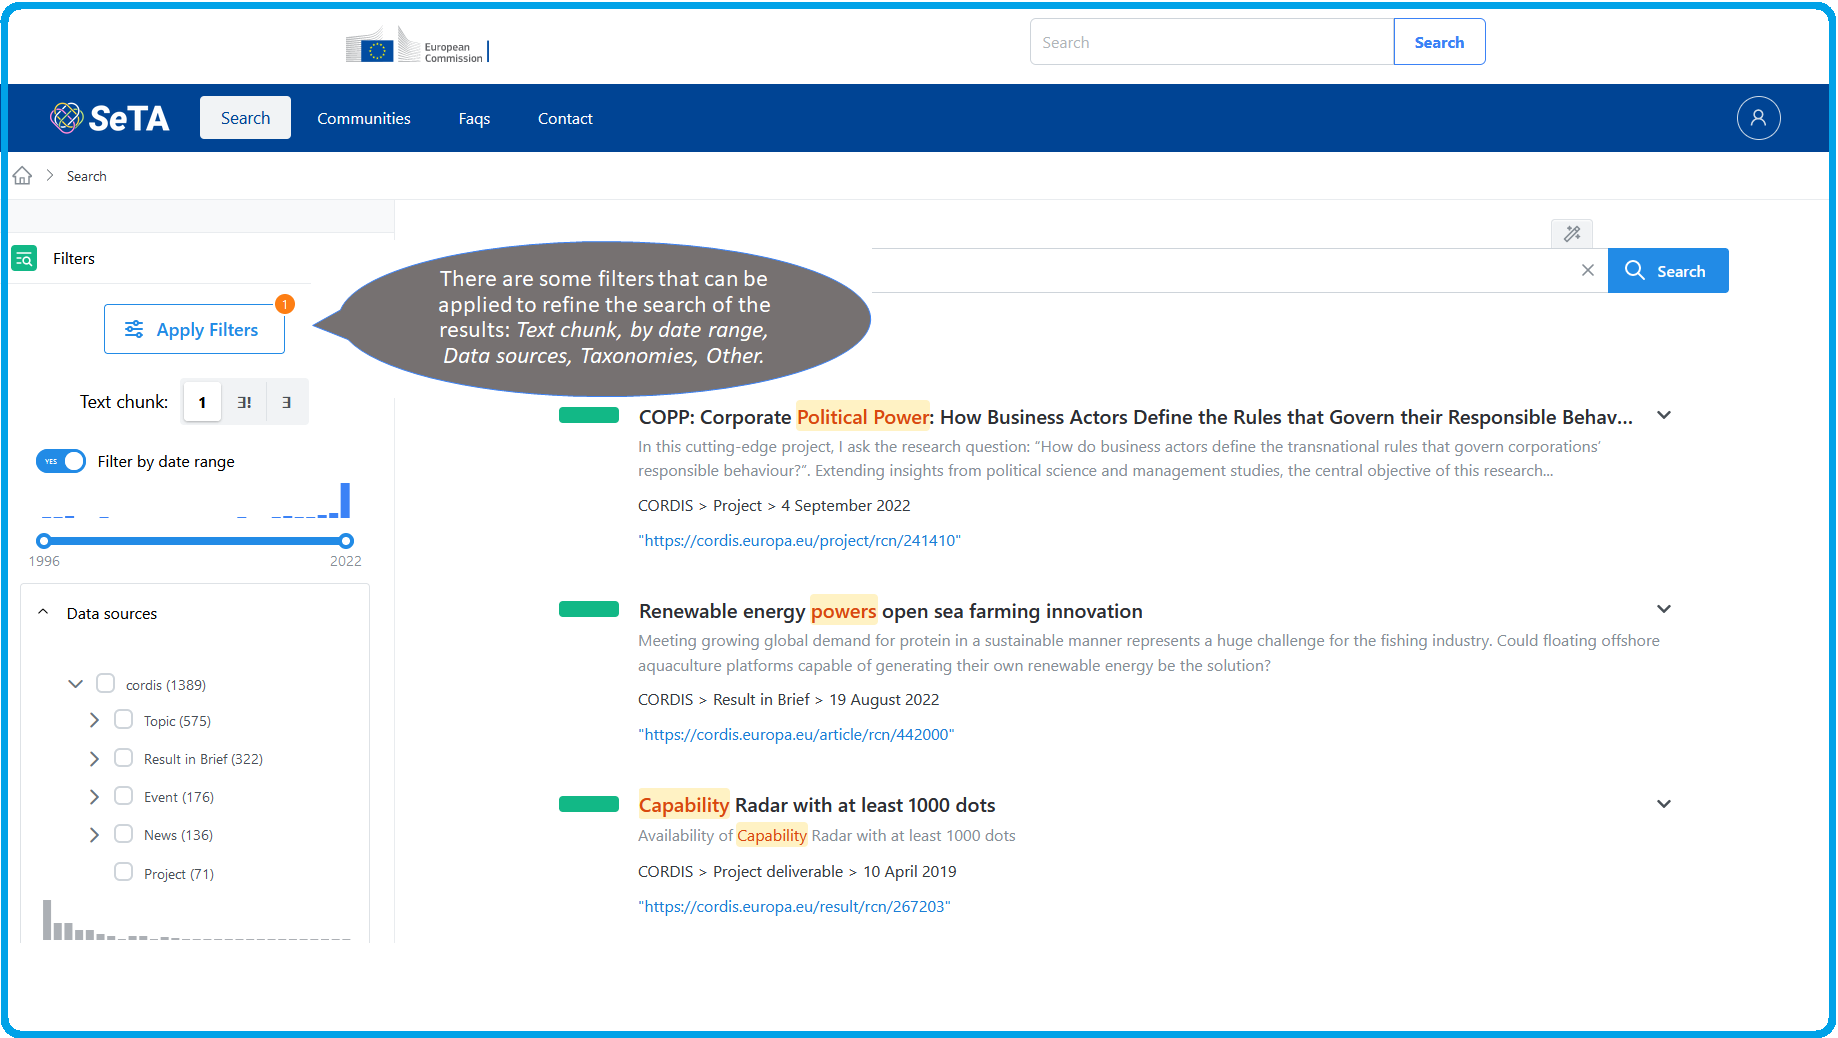 European
Commission
Search
Search
SeTA
Search
Communities
Faqs
Contact
Search
Filters
There are some filters that can be
applied to refine the search of the
results: Text chunk, by date range,
Data sources, Taxonomies, Other.
Search
1
Apply Filters
Text chunk:
1
∃!
∃
YES
Filter by date range
1996
2022
Data sources
cordis (1389)
Topic (575)
Result in Brief (322)
Event (176)
News (136)
Project (71)
COPP: Corporate Political Power: How Business Actors Define the Rules that Govern their Responsible Behav...
In this cutting-edge project, I ask the research question: “How do business actors define the transnational rules that govern corporations’
responsible behaviour?”. Extending insights from political science and management studies, the central objective of this research...
CORDIS > Project > 4 September 2022
"https://cordis.europa.eu/project/rcn/241410"
Renewable energy powers open sea farming innovation
Meeting growing global demand for protein in a sustainable manner represents a huge challenge for the fishing industry. Could floating offshore
aquaculture platforms capable of generating their own renewable energy be the solution?
CORDIS > Result in Brief > 19 August 2022
"https://cordis.europa.eu/article/rcn/442000"
Capability Radar with at least 1000 dots
Availability of Capability Radar with at least 1000 dots
CORDIS > Project deliverable > 10 April 2019
"https://cordis.europa.eu/result/rcn/267203"